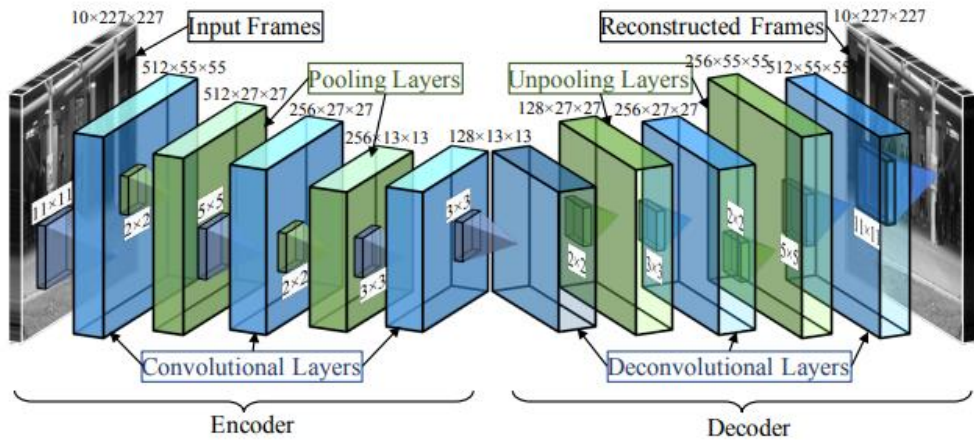 10×227×227
Input Frames
512×55×55
Pooling Layers
512×27×27
256×27×27
256×13×13
128×13×13
11×11
2×2
5×5
2×2
3×3
3×3
Convolutional Layers
Encoder
Reconstructed Frames
10×227×227
Unpooling Layers
256×55×55
512×55×55
128×27×27
256×27×27
2×2
3×3
2×2
5×5
11×11
Deconvolutional Layers
Decoder